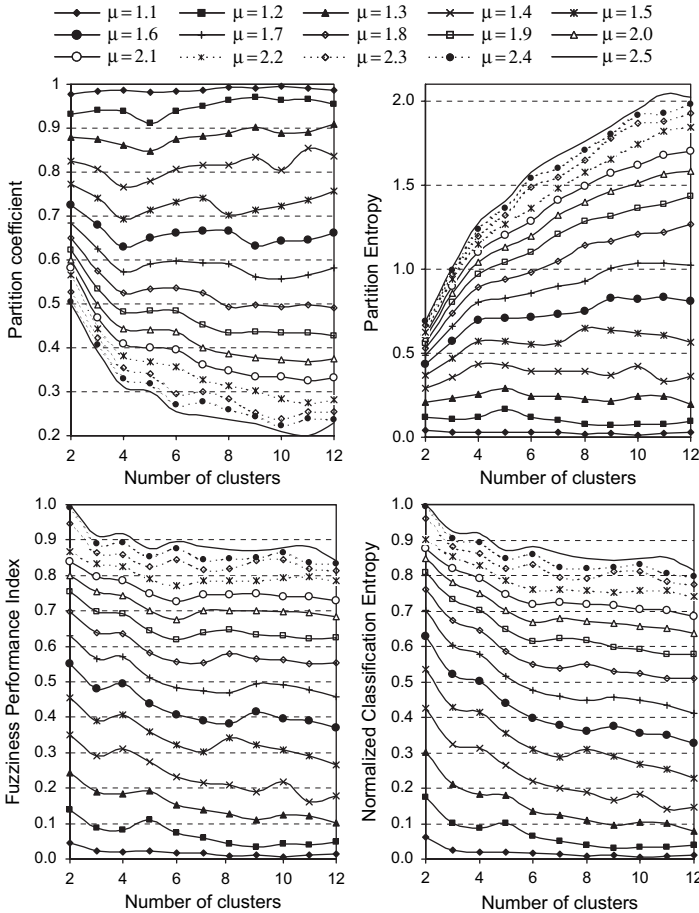 μ=1.1 μ=1.2 μ=1.3 μ=1.4 μ=1.5
μ=1.6 μ=1.7 μ=1.8 μ=1.9 μ=2.0
μ=2.1 μ=2.2 μ=2.3 μ=2.4 μ=2.5
Partition coefficient
1
0.9
0.8
0.7
0.6
0.5
0.4
0.3
0.2
2 4 6 8 10 12
Number of clusters
Partition Entropy
2.0
1.5
1.0
0.5
0.0
2 4 6 8 10 12
Number of clusters
Fuzziness Performance Index
1.0
0.9
0.8
0.7
0.6
0.5
0.4
0.3
0.2
0.1
0.0
2 4 6 8 10 12
Number of clusters
Normalized Classification Entropy
1.0
0.9
0.8
0.7
0.6
0.5
0.4
0.3
0.2
0.1
0.0
2 4 6 8 10 12
Number of clusters